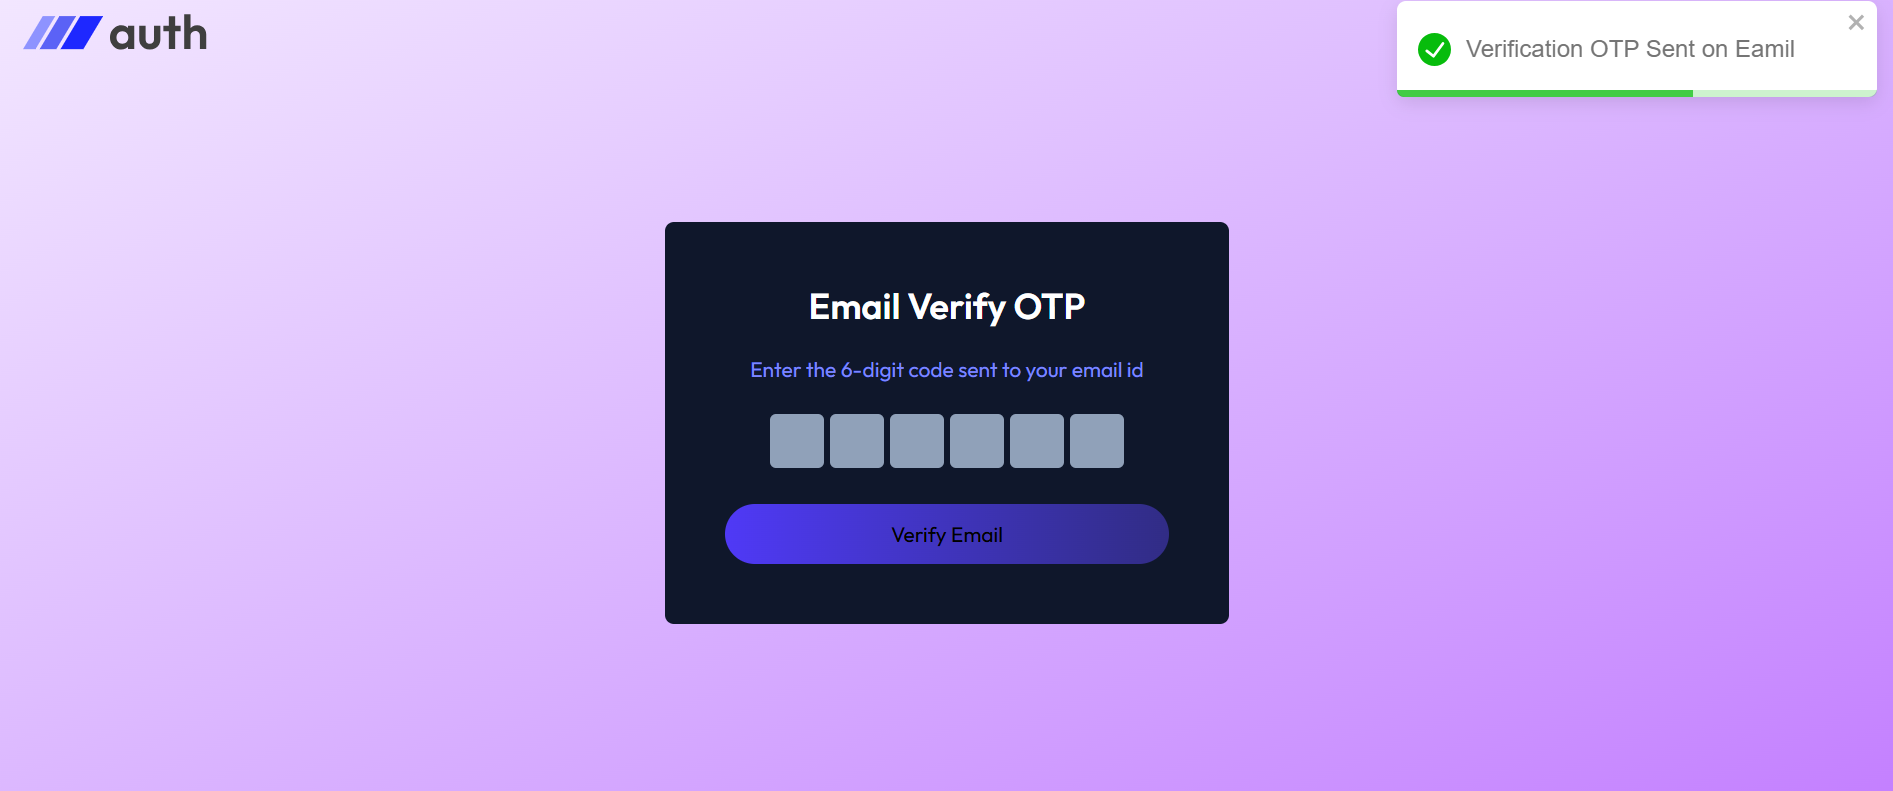 auth
Verification OTP Sent on Eamil
Email Verify OTP
Enter the 6-digit code sent to your email id
Verify Email